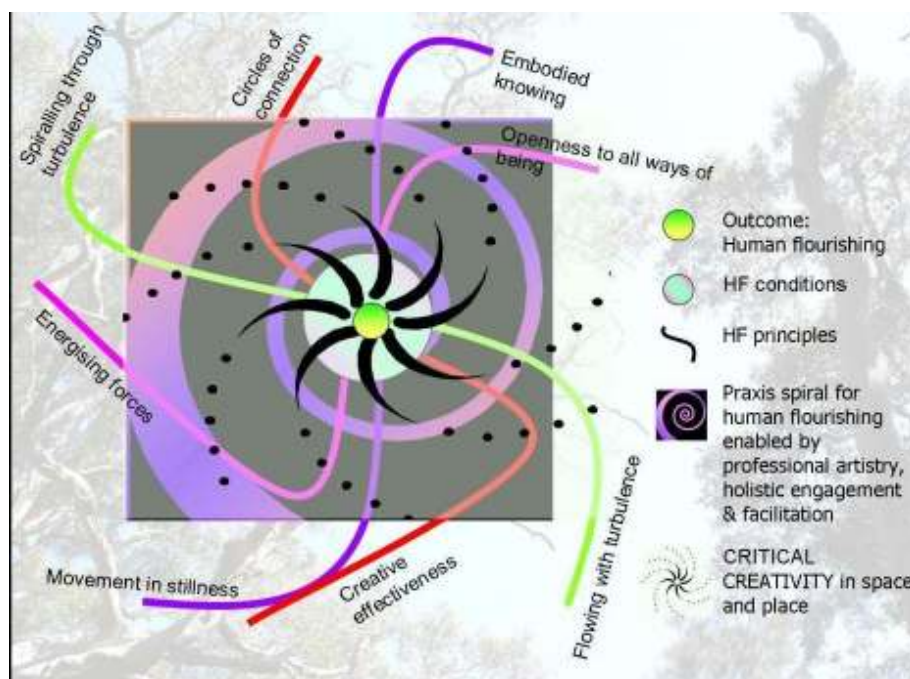 Spiralling through
turbulence
Circles of
connection
Embodied
knowing
Openness to all ways of
being
Energising forces
Movement in stillness
Creative
effectiveness
Flowing with turbulence
Outcome:
Human flourishing
HF conditions
HF principles
Praxis spiral for
human flourishing
enabled by
professional artistry,
holistic engagement
& facilitation
CRITICAL
CREATIVITY in space
and place